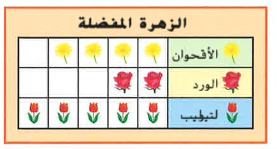 الزهرة المفضلة
الأقحوان
الورد
لتيوليب